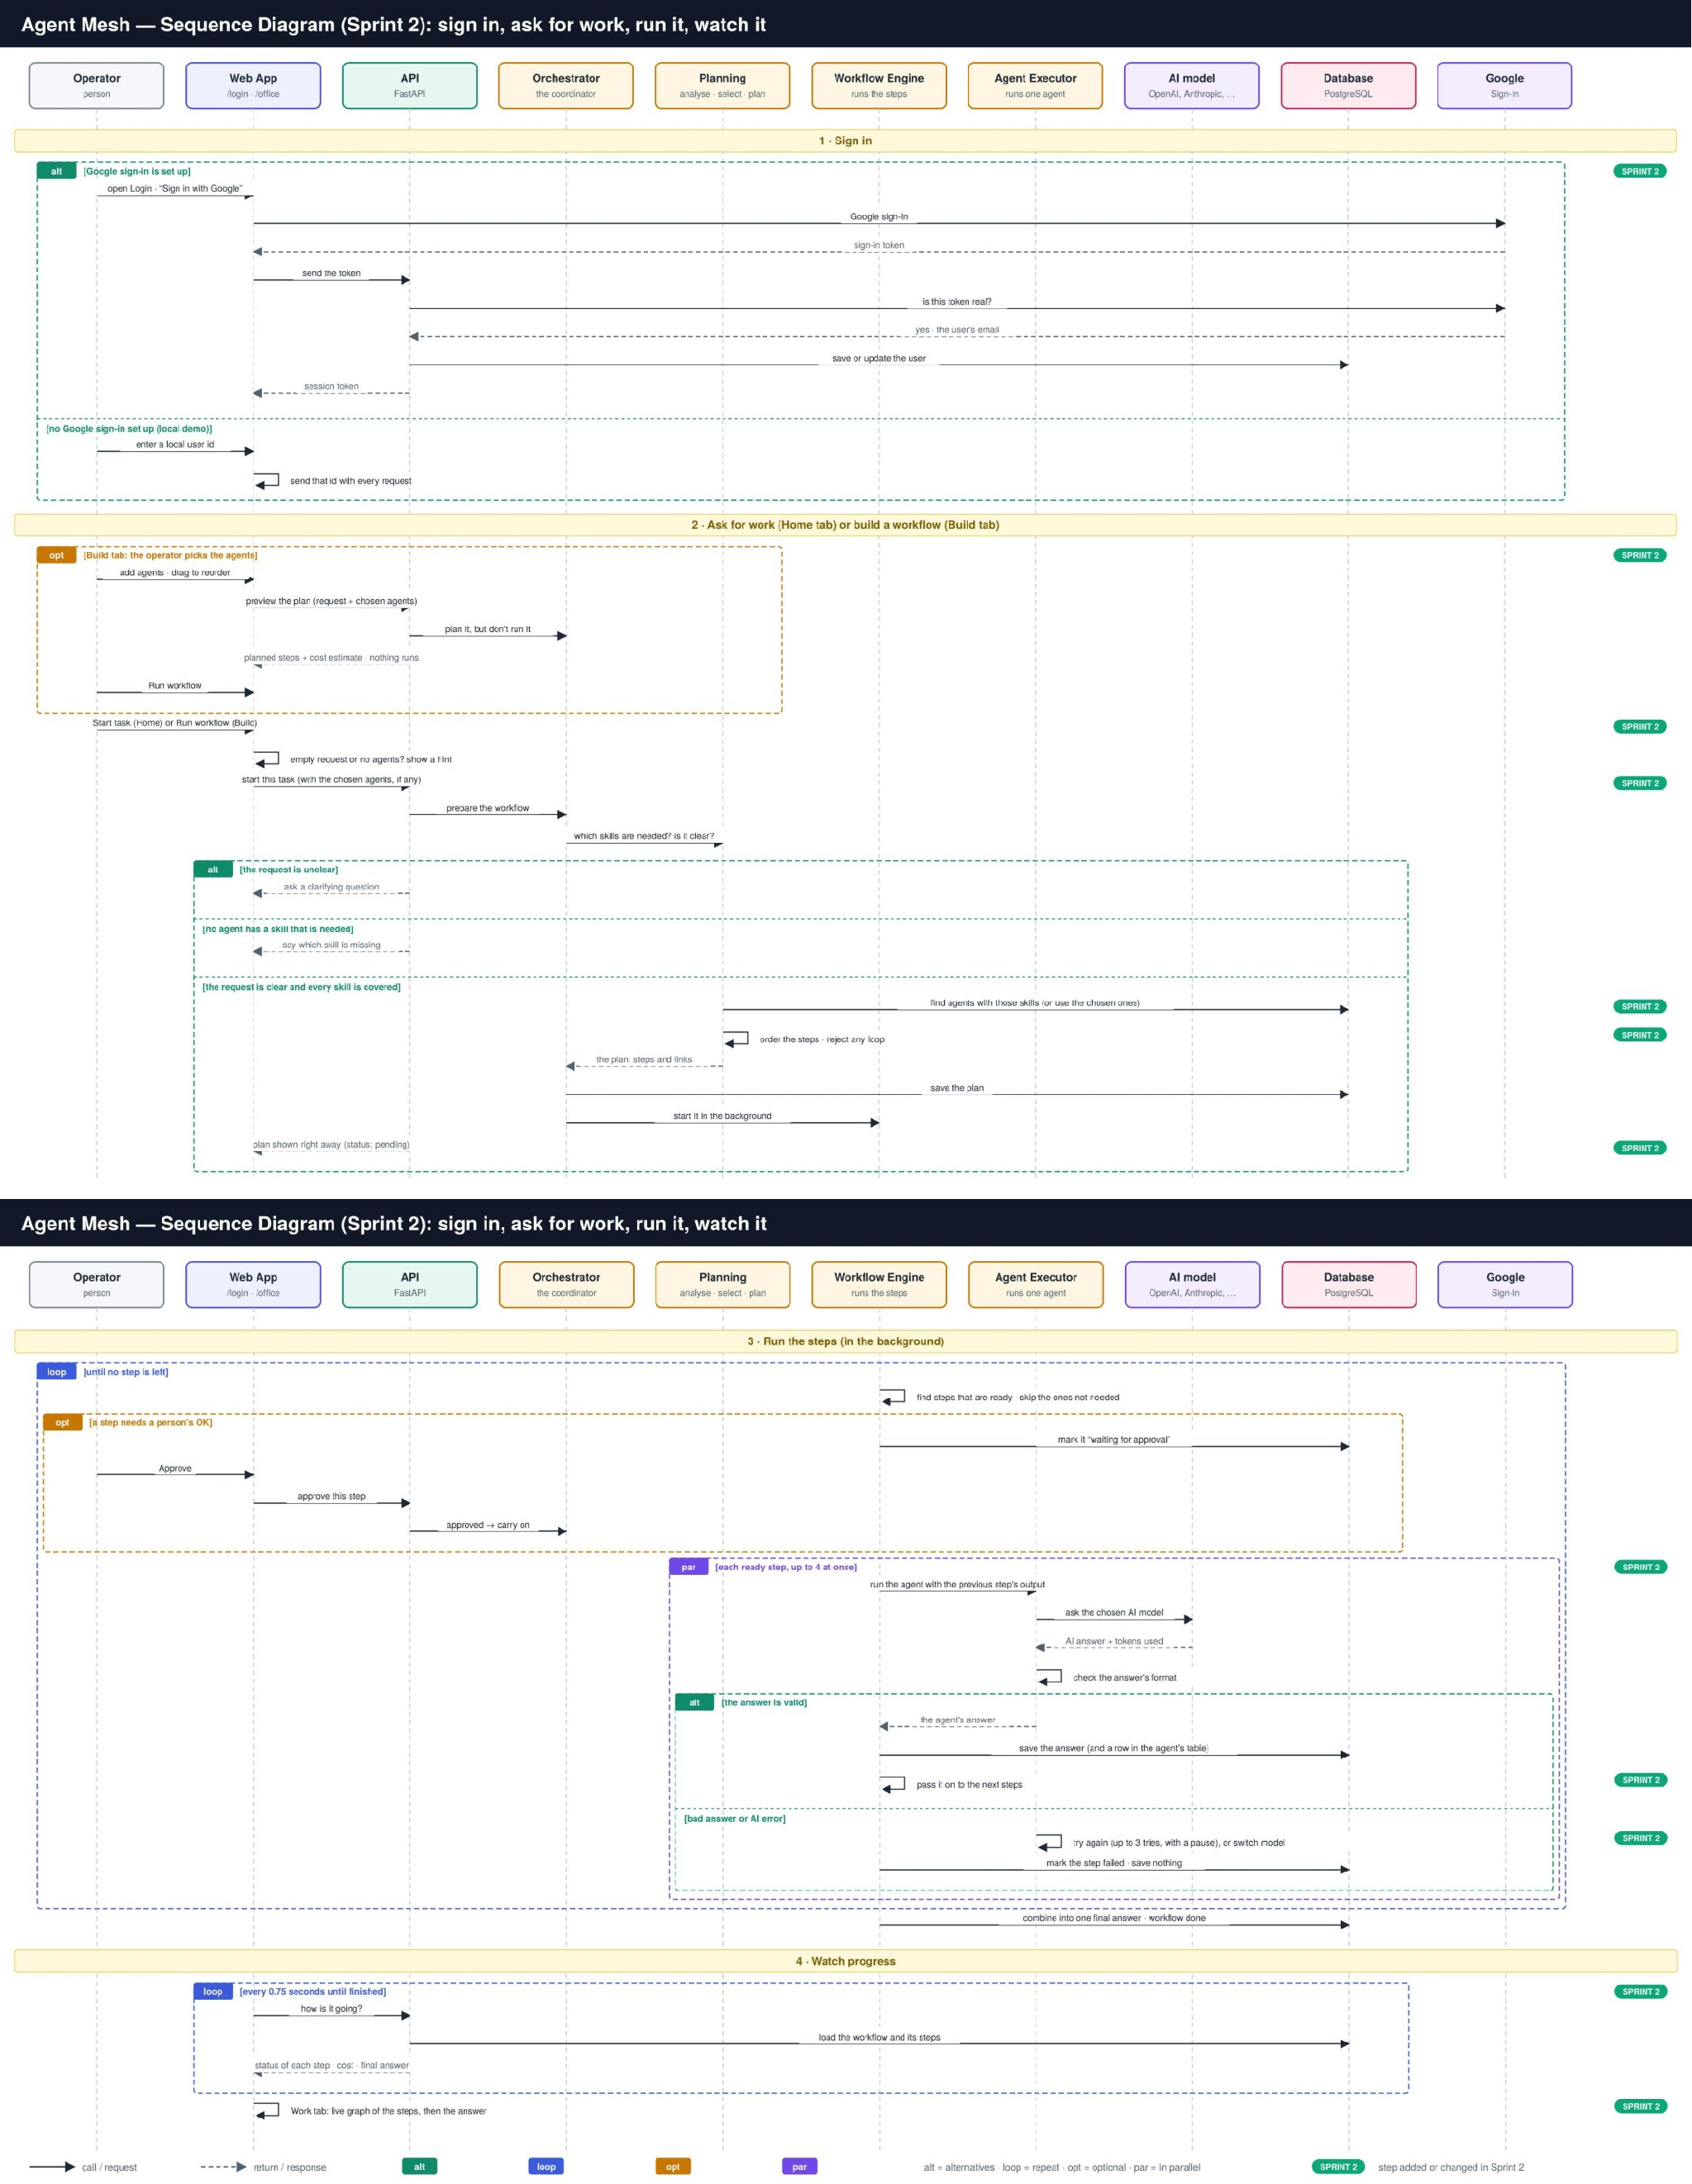 Agent Mesh — Sequence Diagram (Sprint 2): sign in, ask for work, run it, watch it
Operator
person
Web App
/login · /office
API
FastAPI
Orchestrator
the coordinator
Planning
analyse · select · plan
Workflow Engine
runs the steps
Agent Executor
runs one agent
AI model
OpenAI, Anthropic, ...
Database
PostgreSQL
Google
Sign-In
1 · Sign in
alt
[Google sign-in is set up]
SPRINT 2
open Login · "Sign in with Google"
Google sign-in
sign-in token
send the token
is this token real?
yes · the user's email
save or update the user
session token
[no Google sign-in set up (local demo)]
enter a local user id
send that id with every request
2 · Ask for work (Home tab) or build a workflow (Build tab)
opt
[Build tab: the operator picks the agents]
SPRINT 2
add agents · drag to reorder
preview the plan (request + chosen agents)
plan it, but don't run it
planned steps + cost estimate · nothing runs
Run workflow
Start task (Home) or Run workflow (Build)
SPRINT 2
empty request or no agents? show a hint
start this task (with the chosen agents, if any)
SPRINT 2
prepare the workflow
which skills are needed? is it clear?
alt
[the request is unclear]
ask a clarifying question
[no agent has a skill that is needed]
say which skill is missing
[the request is clear and every skill is covered]
find agents with those skills (or use the chosen ones)
SPRINT 2
order the steps · reject any loop
SPRINT 2
the plan: steps and links
save the plan
start it in the background
plan shown right away (status: pending)
SPRINT 2
Agent Mesh — Sequence Diagram (Sprint 2): sign in, ask for work, run it, watch it
Operator
person
Web App
/login · /office
API
FastAPI
Orchestrator
the coordinator
Planning
analyse · select · plan
Workflow Engine
runs the steps
Agent Executor
runs one agent
AI model
OpenAI, Anthropic, ...
Database
PostgreSQL
Google
Sign-In
3 · Run the steps (in the background)
loop
[until no step is left]
find steps that are ready · skip the ones not needed
opt
[a step needs a person's OK]
mark it "waiting for approval"
Approve
approve this step
approved → carry on
par
[each ready step, up to 4 at once]
SPRINT 2
run the agent with the previous step's output
ask the chosen AI model
AI answer + tokens used
check the answer's format
alt
[the answer is valid]
the agent's answer
save the answer (and a row in the agent's table)
pass it on to the next steps
SPRINT 2
[bad answer or AI error]
try again (up to 3 tries, with a pause), or switch model
SPRINT 2
mark the step failed · save nothing
combine into one final answer · workflow done
4 · Watch progress
loop
[every 0.75 seconds until finished]
SPRINT 2
how is it going?
load the workflow and its steps
status of each step · cost · final answer
Work tab: live graph of the steps, then the answer
SPRINT 2
call / request
return / response
alt
loop
opt
par
alt = alternatives · loop = repeat · opt = optional · par = in parallel
SPRINT 2
step added or changed in Sprint 2